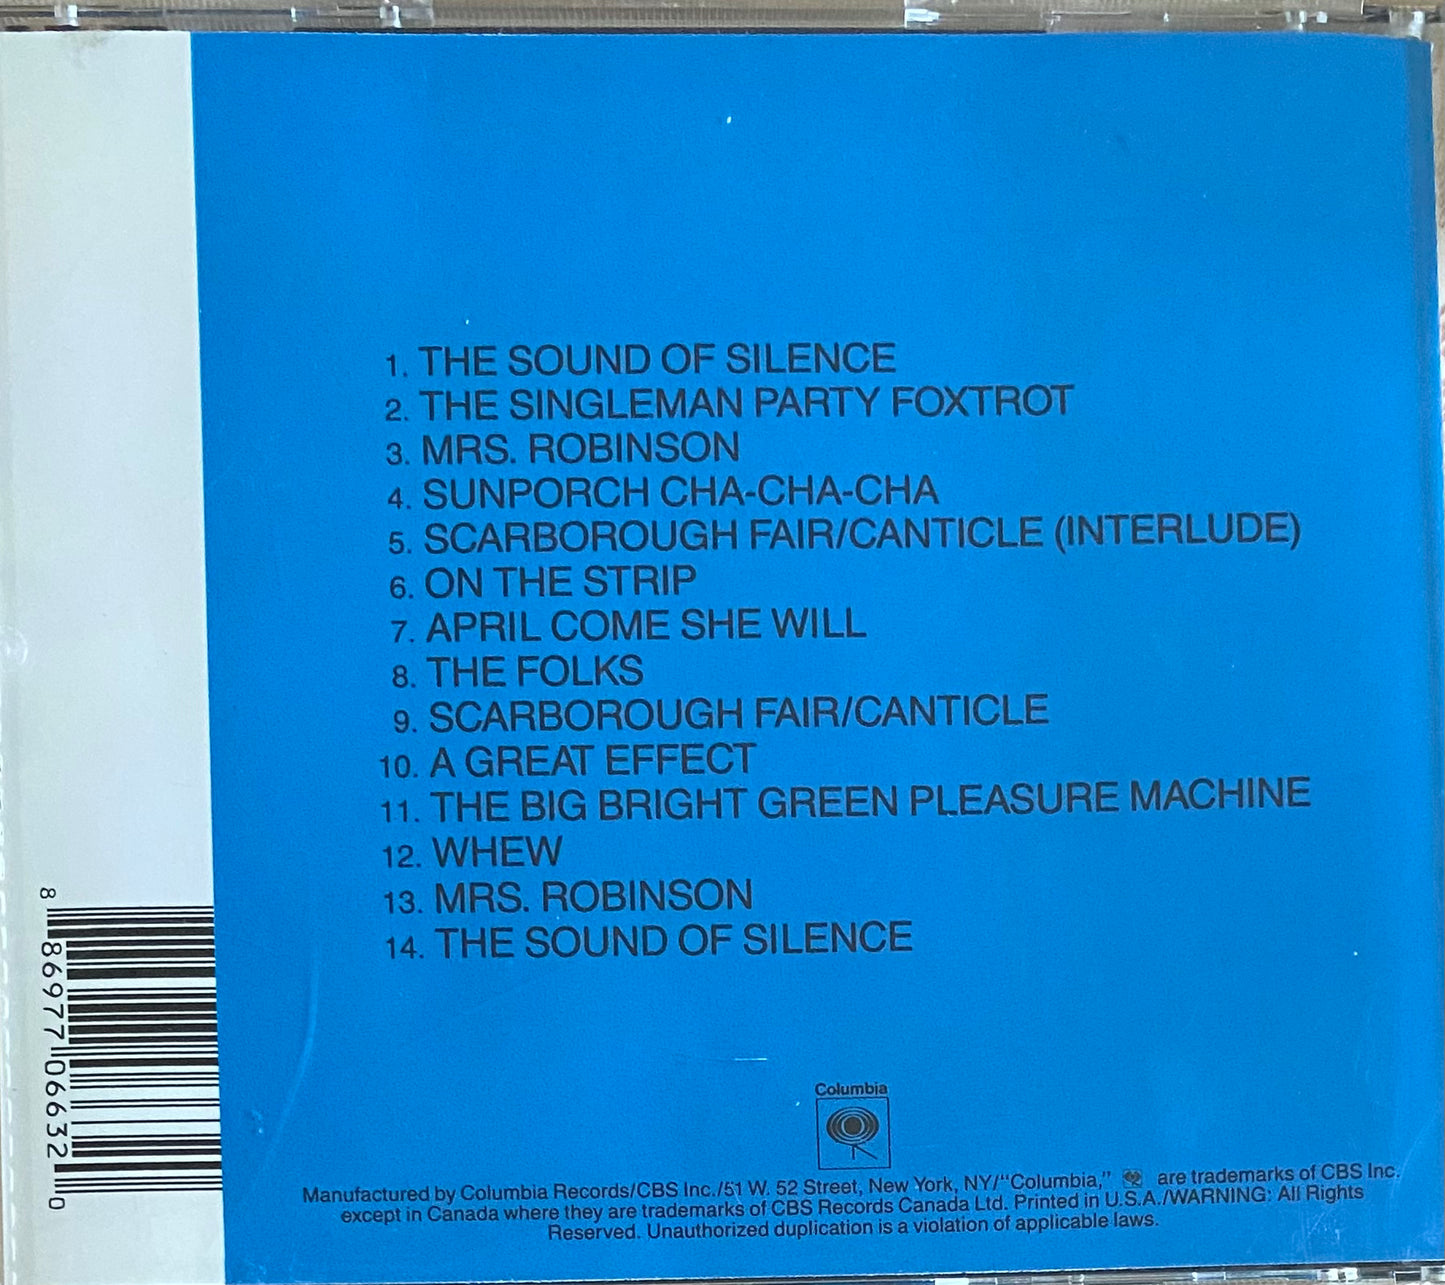 1. THE SOUND OF SILENCE
2. THE SINGLEMAN PARTY FOXTROT
3. MRS. ROBINSON
4. SUNPORCH CHA-CHA-CHA
5. SCARBOROUGH FAIR/CANTICLE (INTERLUDE)
6. ON THE STRIP
7. APRIL COME SHE WILL
8. THE FOLKS
9. SCARBOROUGH FAIR/CANTICLE
10. A GREAT EFFECT
11. THE BIG BRIGHT GREEN PLEASURE MACHINE
12. WHEW
13. MRS. ROBINSON
14. THE SOUND OF SILENCE
8 86977 06632 0
Columbia
Manufactured by Columbia Records/CBS Inc./51 W. 52 Street, New York, NY/"Columbia," are trademarks of CBS Inc.
except in Canada where they are trademarks of CBS Records Canada Ltd. Printed in U.S.A./WARNING: All Rights
Reserved. Unauthorized duplication is a violation of applicable laws.